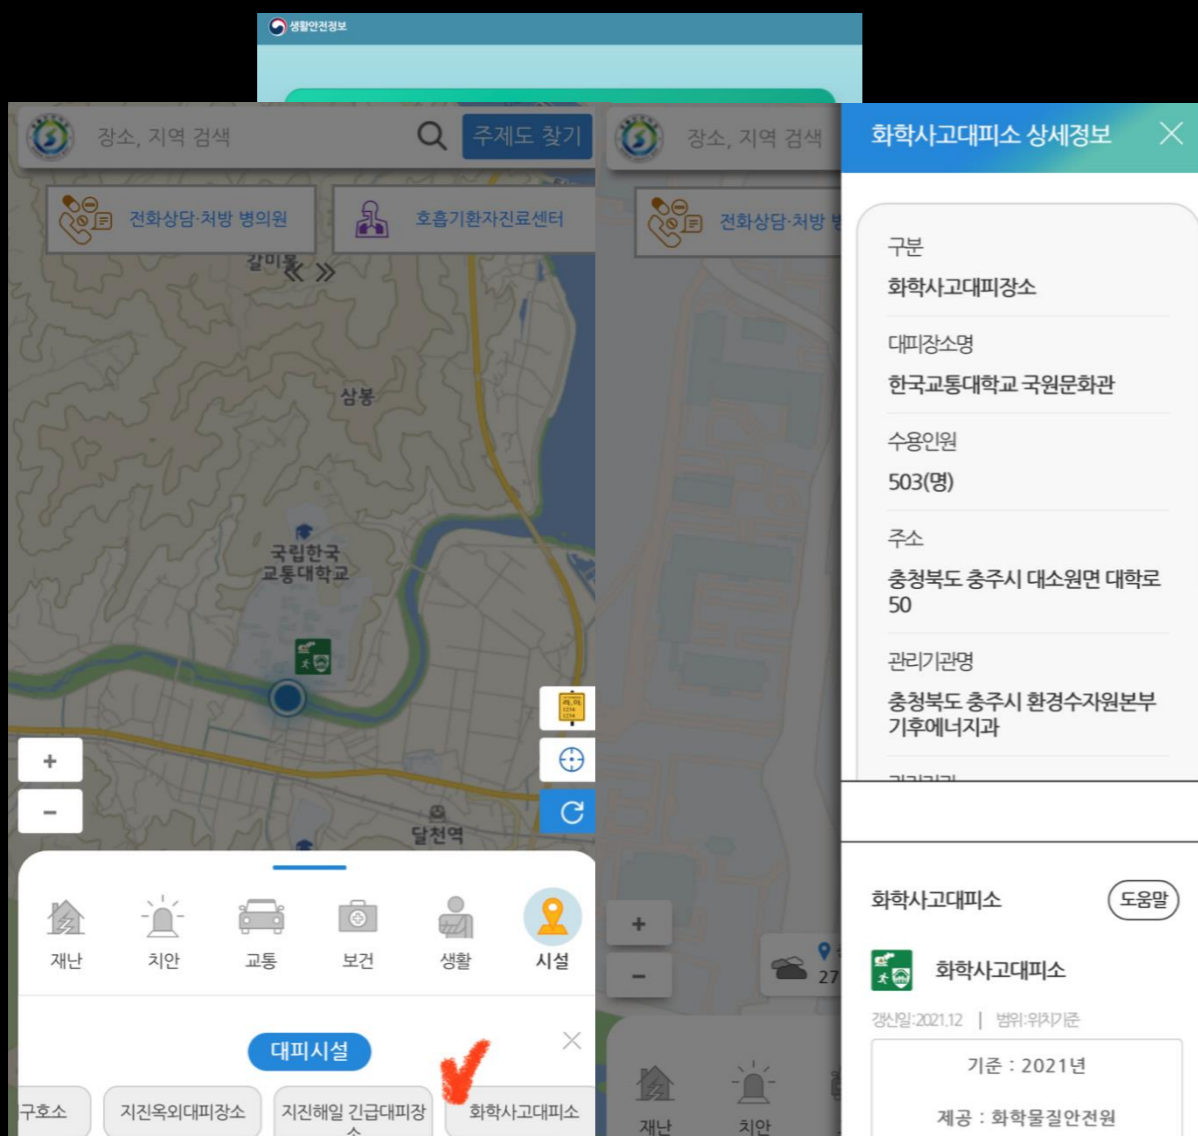 생활안전정보
장소, 지역 검색
주제도 찾기
전화상담·처방 병의원
호흡기환자진료센터
갈미봉
삼봉
국립한국
교통대학교
달천역
+
−
재난
치안
교통
보건
생활
시설
대피시설
구호소
지진옥외대피장소
지진해일 긴급대피장
소
화학사고대피소
장소, 지역 검색
전화상담·처방 병
+
−
27
재난
치안
화학사고대피소 상세정보
구분
화학사고대피장소
대피장소명
한국교통대학교 국원문화관
수용인원
503(명)
주소
충청북도 충주시 대소원면 대학로
50
관리기관명
충청북도 충주시 환경수자원본부
기후에너지과
화학사고대피소
도움말
화학사고대피소
갱신일:2021.12 | 범위:위치기준
기준 : 2021년
제공 : 화학물질안전원